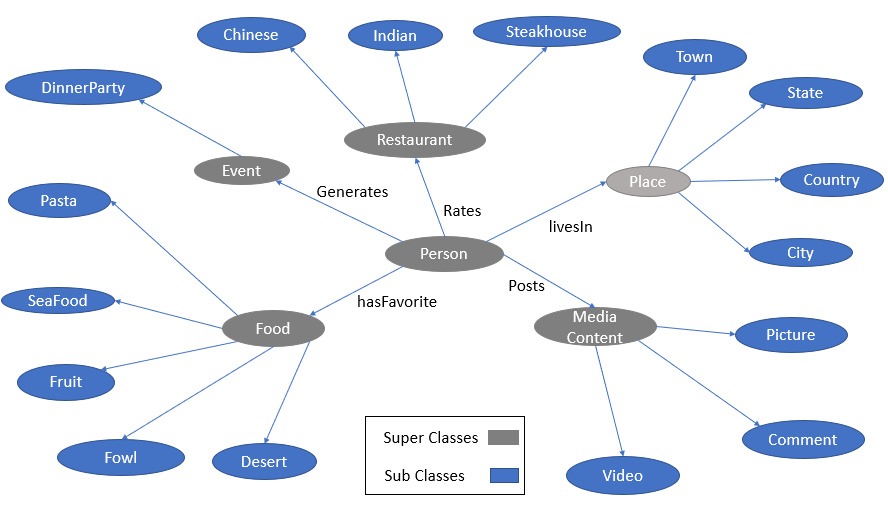 Chinese
Indian
Steakhouse
Town
DinnerParty
State
Restaurant
Event
Place
Country
Generates
Pasta
Rates
livesIn
Person
City
Posts
SeaFood
hasFavorite
Food
Media
Content
Picture
Fruit
Super Classes
Comment
Fowl
Desert
Sub Classes
Video